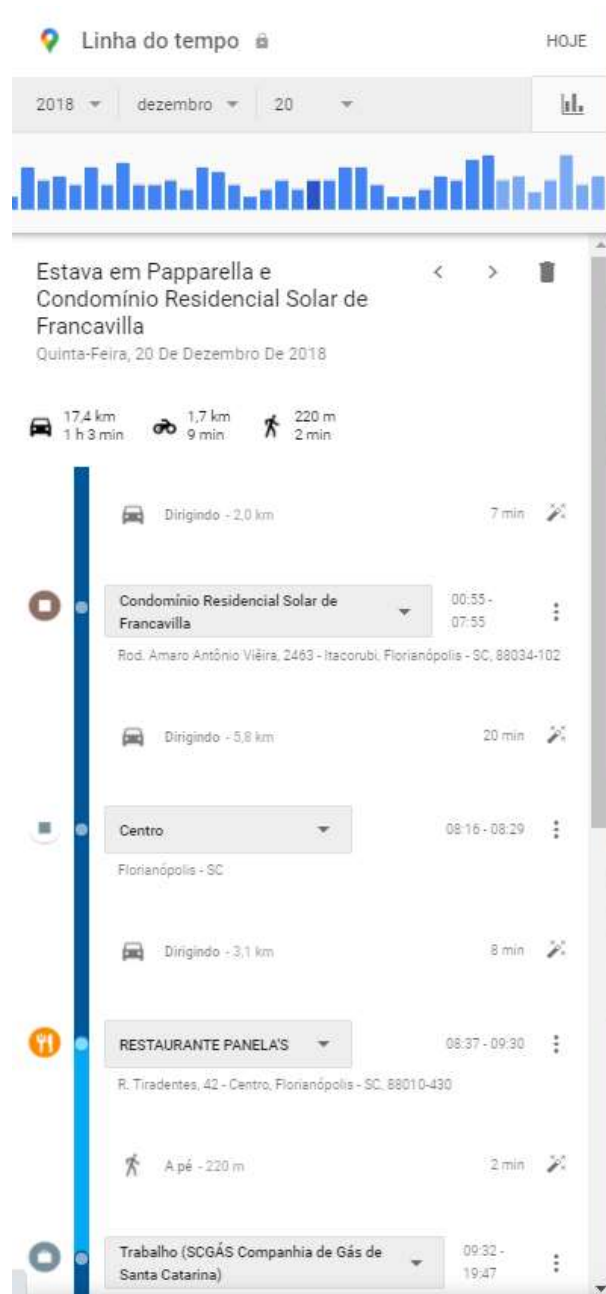 Linha do tempo
HOJE
2018
dezembro
20
Estava em Papparella e
Condomínio Residencial Solar de
Francavilla
Quinta-Feira, 20 De Dezembro De 2018
17,4 km
1 h 3 min
1,7 km
9 min
220 m
2 min
Dirigindo - 2,0 km
7 min
Condomínio Residencial Solar de
Francavilla
00:55 -
07:55
Rod. Amaro Antônio Viêira, 2463 - Itacorubi, Florianópolis - SC, 88034-102
Dirigindo - 5,8 km
20 min
Centro
08:16 - 08:29
Florianópolis - SC
Dirigindo - 3,1 km
8 min
RESTAURANTE PANELA'S
08:37 - 09:30
R. Tiradentes, 42 - Centro, Florianópolis - SC, 88010-430
A pé - 220 m
2 min
Trabalho (SCGÁS Companhia de Gás de
Santa Catarina)
09:32 -
19:47